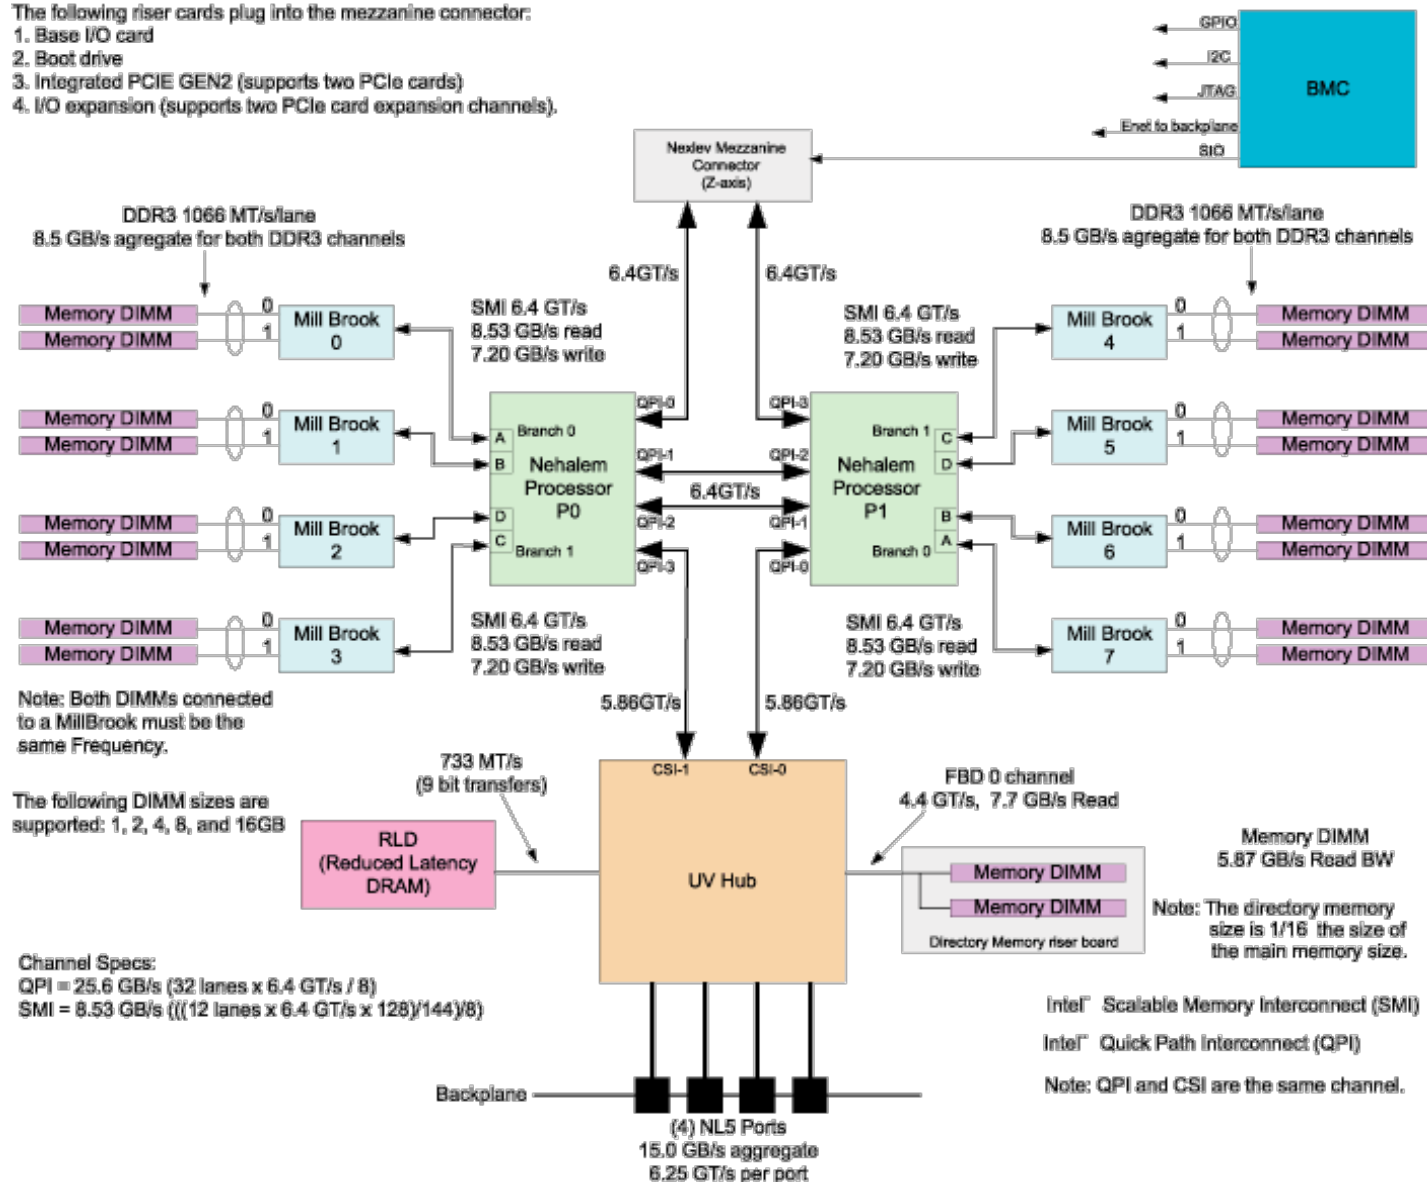 The following riser cards plug into the mezzanine connector:
1. Base I/O card
2. Boot drive
3. Integrated PCIE GEN2 (supports two PCIe cards)
4. I/O expansion (supports two PCIe card expansion channels).
GPIO
I2C
JTAG
Enet to backplane
SIO
BMC
Nexlev Mezzanine
Connector
(Z-axis)
DDR3 1066 MT/s/lane
8.5 GB/s agregate for both DDR3 channels
DDR3 1066 MT/s/lane
8.5 GB/s agregate for both DDR3 channels
6.4GT/s
6.4GT/s
Memory DIMM
Memory DIMM
0
1
Mill Brook
0
SMI 6.4 GT/s
8.53 GB/s read
7.20 GB/s write
SMI 6.4 GT/s
8.53 GB/s read
7.20 GB/s write
Mill Brook
4
0
1
Memory DIMM
Memory DIMM
Memory DIMM
Memory DIMM
0
1
Mill Brook
1
Mill Brook
5
0
1
Memory DIMM
Memory DIMM
Memory DIMM
Memory DIMM
0
1
Mill Brook
2
Mill Brook
6
0
1
Memory DIMM
Memory DIMM
Memory DIMM
Memory DIMM
0
1
Mill Brook
3
Mill Brook
7
0
1
Memory DIMM
Memory DIMM
A
Branch 0
B
Nehalem
Processor
P0
D
C
Branch 1
QPI-0
QPI-1
QPI-2
QPI-3
6.4GT/s
QPI-3
QPI-2
QPI-1
QPI-0
Branch 1
C
D
Nehalem
Processor
P1
B
A
Branch 0
SMI 6.4 GT/s
8.53 GB/s read
7.20 GB/s write
SMI 6.4 GT/s
8.53 GB/s read
7.20 GB/s write
Note: Both DIMMs connected
to a MillBrook must be the
same Frequency.
5.86GT/s
5.86GT/s
The following DIMM sizes are
supported: 1, 2, 4, 8, and 16GB
733 MT/s
(9 bit transfers)
RLD
(Reduced Latency
DRAM)
CSI-1
CSI-0
UV Hub
FBD 0 channel
4.4 GT/s, 7.7 GB/s Read
Memory DIMM
Memory DIMM
Directory Memory riser board
Memory DIMM
5.87 GB/s Read BW
Note: The directory memory
size is 1/16 the size of
the main memory size.
Channel Specs:
QPI = 25.6 GB/s (32 lanes x 6.4 GT/s / 8)
SMI = 8.53 GB/s (((12 lanes x 6.4 GT/s x 128)/144)/8)
Intel¨ Scalable Memory Interconnect (SMI)
Intel¨ Quick Path Interconnect (QPI)
Note: QPI and CSI are the same channel.
Backplane
(4) NL5 Ports
15.0 GB/s aggregate
6.25 GT/s per port